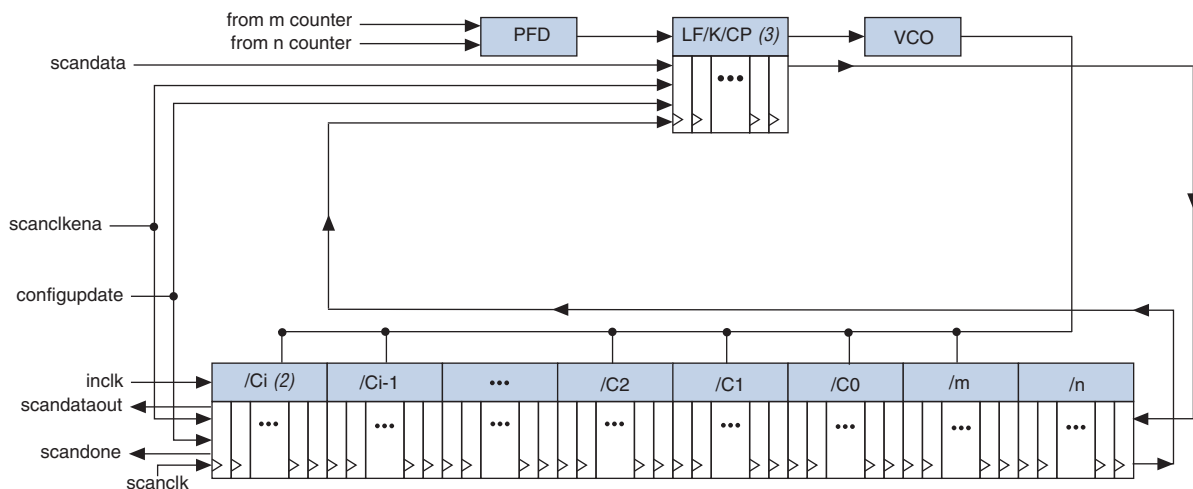 from m counter
from n counter
PFD
LF/K/CP (3)
VCO
scandata
•••
scanclkena
configupdate
inclk
/Ci (2)
/Ci-1
•••
/C2
/C1
/C0
/m
/n
scandataout
••• ••• ••• ••• ••• ••• •••
scandone
scanclk